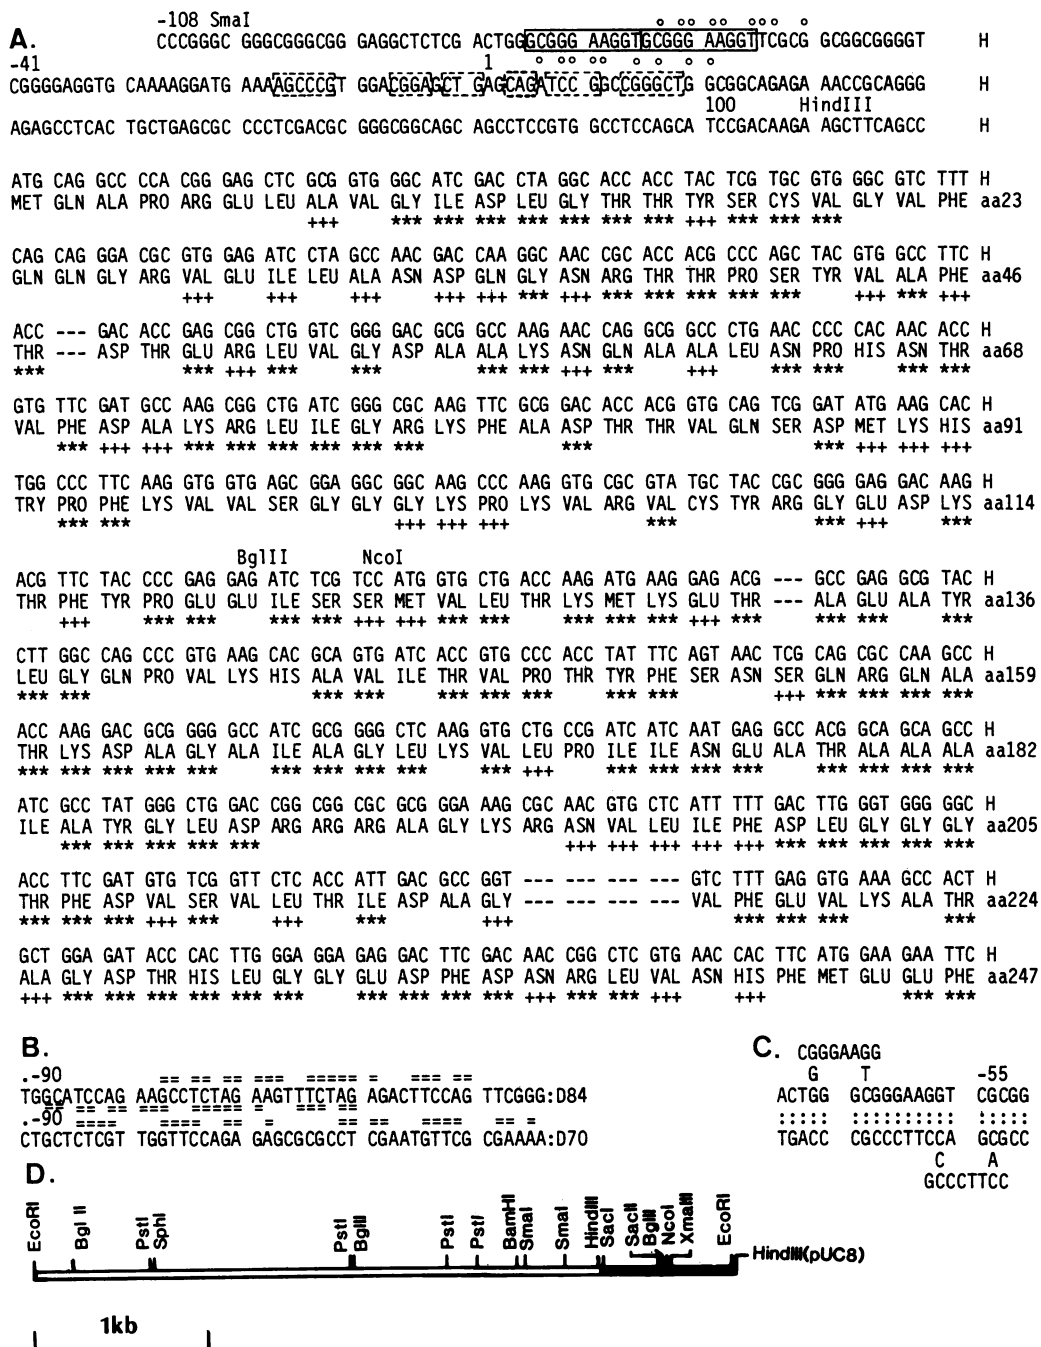 A.
-108 SmaI
CCCGGGC GGGCGGGCGG GAGGCTCTCG ACTGGGCGGG AAGGTGCGGG AAGGTTCGCG GCGGCGGGGT H
-41 1
CGGGGAGGTG CAAAAGGATG AAAAGCCCGT GGACGGAGCTG AGCAGATCC GGCCGGGCTG GCGGCAGAGA AACCGCAGGG H
100 HindIII
AGAGCCTCAC TGCTGAGCGC CCCTCGACGC GGGCGGCAGC AGCCTCCGTG GCCTCCAGCA TCCGACAAGA AGCTTCAGCC H
ATG CAG GCC CCA CGG GAG CTC GCG GTG GGC ATC GAC CTA GGC ACC ACC TAC TCG TGC GTG GGC GTC TTT H
MET GLN ALA PRO ARG GLU LEU ALA VAL GLY ILE ASP LEU GLY THR THR TYR SER CYS VAL GLY VAL PHE aa23
+++ *** *** *** *** *** *** +++ *** *** ***
CAG CAG GGA CGC GTG GAG ATC CTA GCC AAC GAC CAA GGC AAC CGC ACC ACG CCC AGC TAC GTG GCC TTC H
GLN GLN GLY ARG VAL GLU ILE LEU ALA ASN ASP GLN GLY ASN ARG THR THR PRO SER TYR VAL ALA PHE aa46
+++ +++ +++ +++ +++ *** +++ *** *** *** *** *** +++ *** +++
ACC --- GAC ACC GAG CGG CTG GTC GGG GAC GCG GCC AAG AAC CAG GCG GCC CTG AAC CCC CAC AAC ACC H
THR --- ASP THR GLU ARG LEU VAL GLY ASP ALA ALA LYS ASN GLN ALA ALA LEU ASN PRO HIS ASN THR aa68
*** *** +++ *** *** *** *** +++ *** +++ *** *** *** ***
GTG TTC GAT GCC AAG CGG CTG ATC GGG CGC AAG TTC GCG GAC ACC ACG GTG CAG TCG GAT ATG AAG CAC H
VAL PHE ASP ALA LYS ARG LEU ILE GLY ARG LYS PHE ALA ASP THR THR VAL GLN SER ASP MET LYS HIS aa91
*** +++ +++ *** *** *** *** *** *** *** *** +++ +++ +++
TGG CCC TTC AAG GTG GTG AGC GGA GGC GGC AAG CCC AAG GTG CGC GTA TGC TAC CGC GGG GAG GAC AAG H
TRY PRO PHE LYS VAL VAL SER GLY GLY GLY LYS PRO LYS VAL ARG VAL CYS TYR ARG GLY GLU ASP LYS aa114
*** *** +++ +++ +++ *** *** +++ ***
BglII NcoI
ACG TTC TAC CCC GAG GAG ATC TCG TCC ATG GTG CTG ACC AAG ATG AAG GAG ACG --- GCC GAG GCG TAC H
THR PHE TYR PRO GLU GLU ILE SER SER MET VAL LEU THR LYS MET LYS GLU THR --- ALA GLU ALA TYR aa136
+++ *** *** *** *** +++ +++ *** *** *** *** *** +++ *** *** *** ***
CTT GGC CAG CCC GTG AAG CAC GCA GTG ATC ACC GTG CCC ACC TAT TTC AGT AAC TCG CAG CGC CAA GCC H
LEU GLY GLN PRO VAL LYS HIS ALA VAL ILE THR VAL PRO THR TYR PHE SER ASN SER GLN ARG GLN ALA aa159
*** *** *** *** *** *** *** *** *** +++ *** *** *** ***
ACC AAG GAC GCG GGG GCC ATC GCG GGG CTC AAG GTG CTG CCG ATC ATC AAT GAG GCC ACG GCA GCA GCC H
THR LYS ASP ALA GLY ALA ILE ALA GLY LEU LYS VAL LEU PRO ILE ILE ASN GLU ALA THR ALA ALA ALA aa182
*** *** *** *** *** *** *** *** *** *** +++ *** *** *** *** *** *** *** ***
ATC GCC TAT GGG CTG GAC CGG CGG CGC GCG GGA AAG CGC AAC GTG CTC ATT TTT GAC TTG GGT GGG GGC H
ILE ALA TYR GLY LEU ASP ARG ARG ARG ALA GLY LYS ARG ASN VAL LEU ILE PHE ASP LEU GLY GLY GLY aa205
*** *** *** *** *** +++ +++ +++ +++ +++ *** *** *** *** ***
ACC TTC GAT GTG TCG GTT CTC ACC ATT GAC GCC GGT --- --- --- --- GTC TTT GAG GTG AAA GCC ACT H
THR PHE ASP VAL SER VAL LEU THR ILE ASP ALA GLY --- --- --- --- VAL PHE GLU VAL LYS ALA THR aa224
*** *** *** +++ *** +++ *** +++ *** *** *** ***
GCT GGA GAT ACC CAC TTG GGA GGA GAG GAC TTC GAC AAC CGG CTC GTG AAC CAC TTC ATG GAA GAA TTC H
ALA GLY ASP THR HIS LEU GLY GLY GLU ASP PHE ASP ASN ARG LEU VAL ASN HIS PHE MET GLU GLU PHE aa247
+++ *** *** *** *** *** *** *** *** *** *** +++ *** *** +++ +++ *** ***
B.
.-90
TGGCATCCAG AAGCCTCTAG AAGTTTCTAG AGACTTCCAG TTCGGG:D84
.-90
CTGCTCTCGT TGGTTCCAGA GAGCGCGCCT CGAATGTTCG CGAAAA:D70
C. CGGGAAGG
G T -55
ACTGG GCGGGAAGGT CGCGG
::::: :::::::::: :::::
TGACC CGCCCTTCCA GCGCC
C A
GCCCTTCC
D.
EcoRI Bgl II PstI SphI PstI BglII PstI PstI BamHI SmaI SmaI HindIII SacI SacII BglII NcoI XmaIII EcoRI
HindIII(pUC8)
1kb